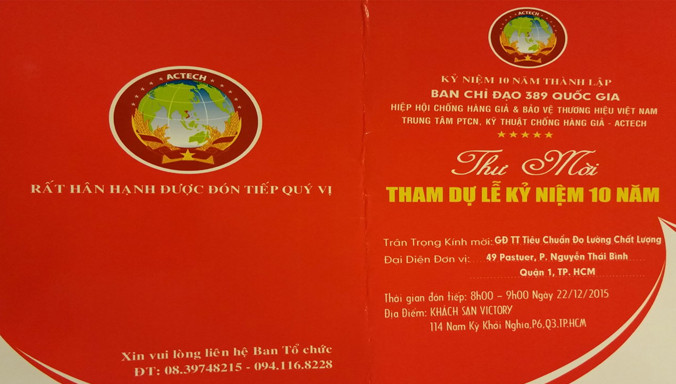 ACTECH
RẤT HÂN HẠNH ĐƯỢC ĐÓN TIẾP QUÝ VỊ
Xin vui lòng liên hệ Ban Tổ chức
ĐT: 08.39748215 - 094.116.8228
KỶ NIỆM 10 NĂM THÀNH LẬP
BAN CHỈ ĐẠO 389 QUỐC GIA
HIỆP HỘI CHỐNG HÀNG GIẢ & BẢO VỆ THƯƠNG HIỆU VIỆT NAM
TRUNG TÂM PTCN, KỸ THUẬT CHỐNG HÀNG GIẢ - ACTECH
Thư Mời
THAM DỰ LỄ KỶ NIỆM 10 NĂM
Trân Trọng Kính mời: GĐ TT Tiêu Chuẩn Đo Lường Chất Lượng
Đại Diện Đơn vị: 49 Pastuer, P. Nguyễn Thái Bình
Quận 1, TP. HCM
Thời gian đón tiếp: 8h00 - 9h00 Ngày 22/12/2015
Địa Điểm: KHÁCH SẠN VICTORY
114 Nam Kỳ Khởi Nghĩa,P6,Q3.TP.HCM